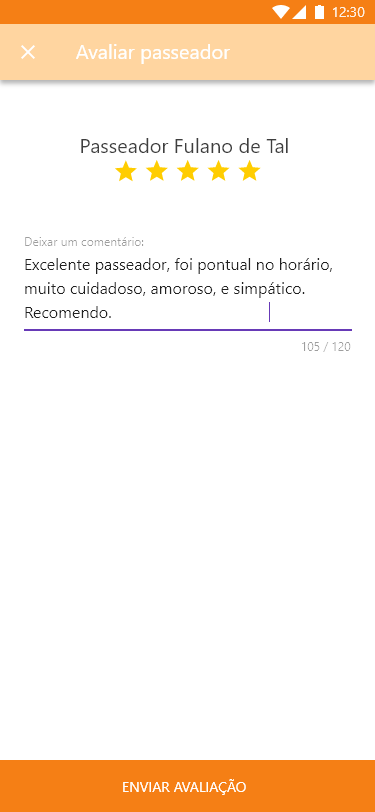 12:30
Avaliar passeador
Passeador Fulano de Tal
Deixar um comentário:
Excelente passeador, foi pontual no horário,
muito cuidadoso, amoroso, e simpático.
Recomendo.
105 / 120
ENVIAR AVALIAÇÃO